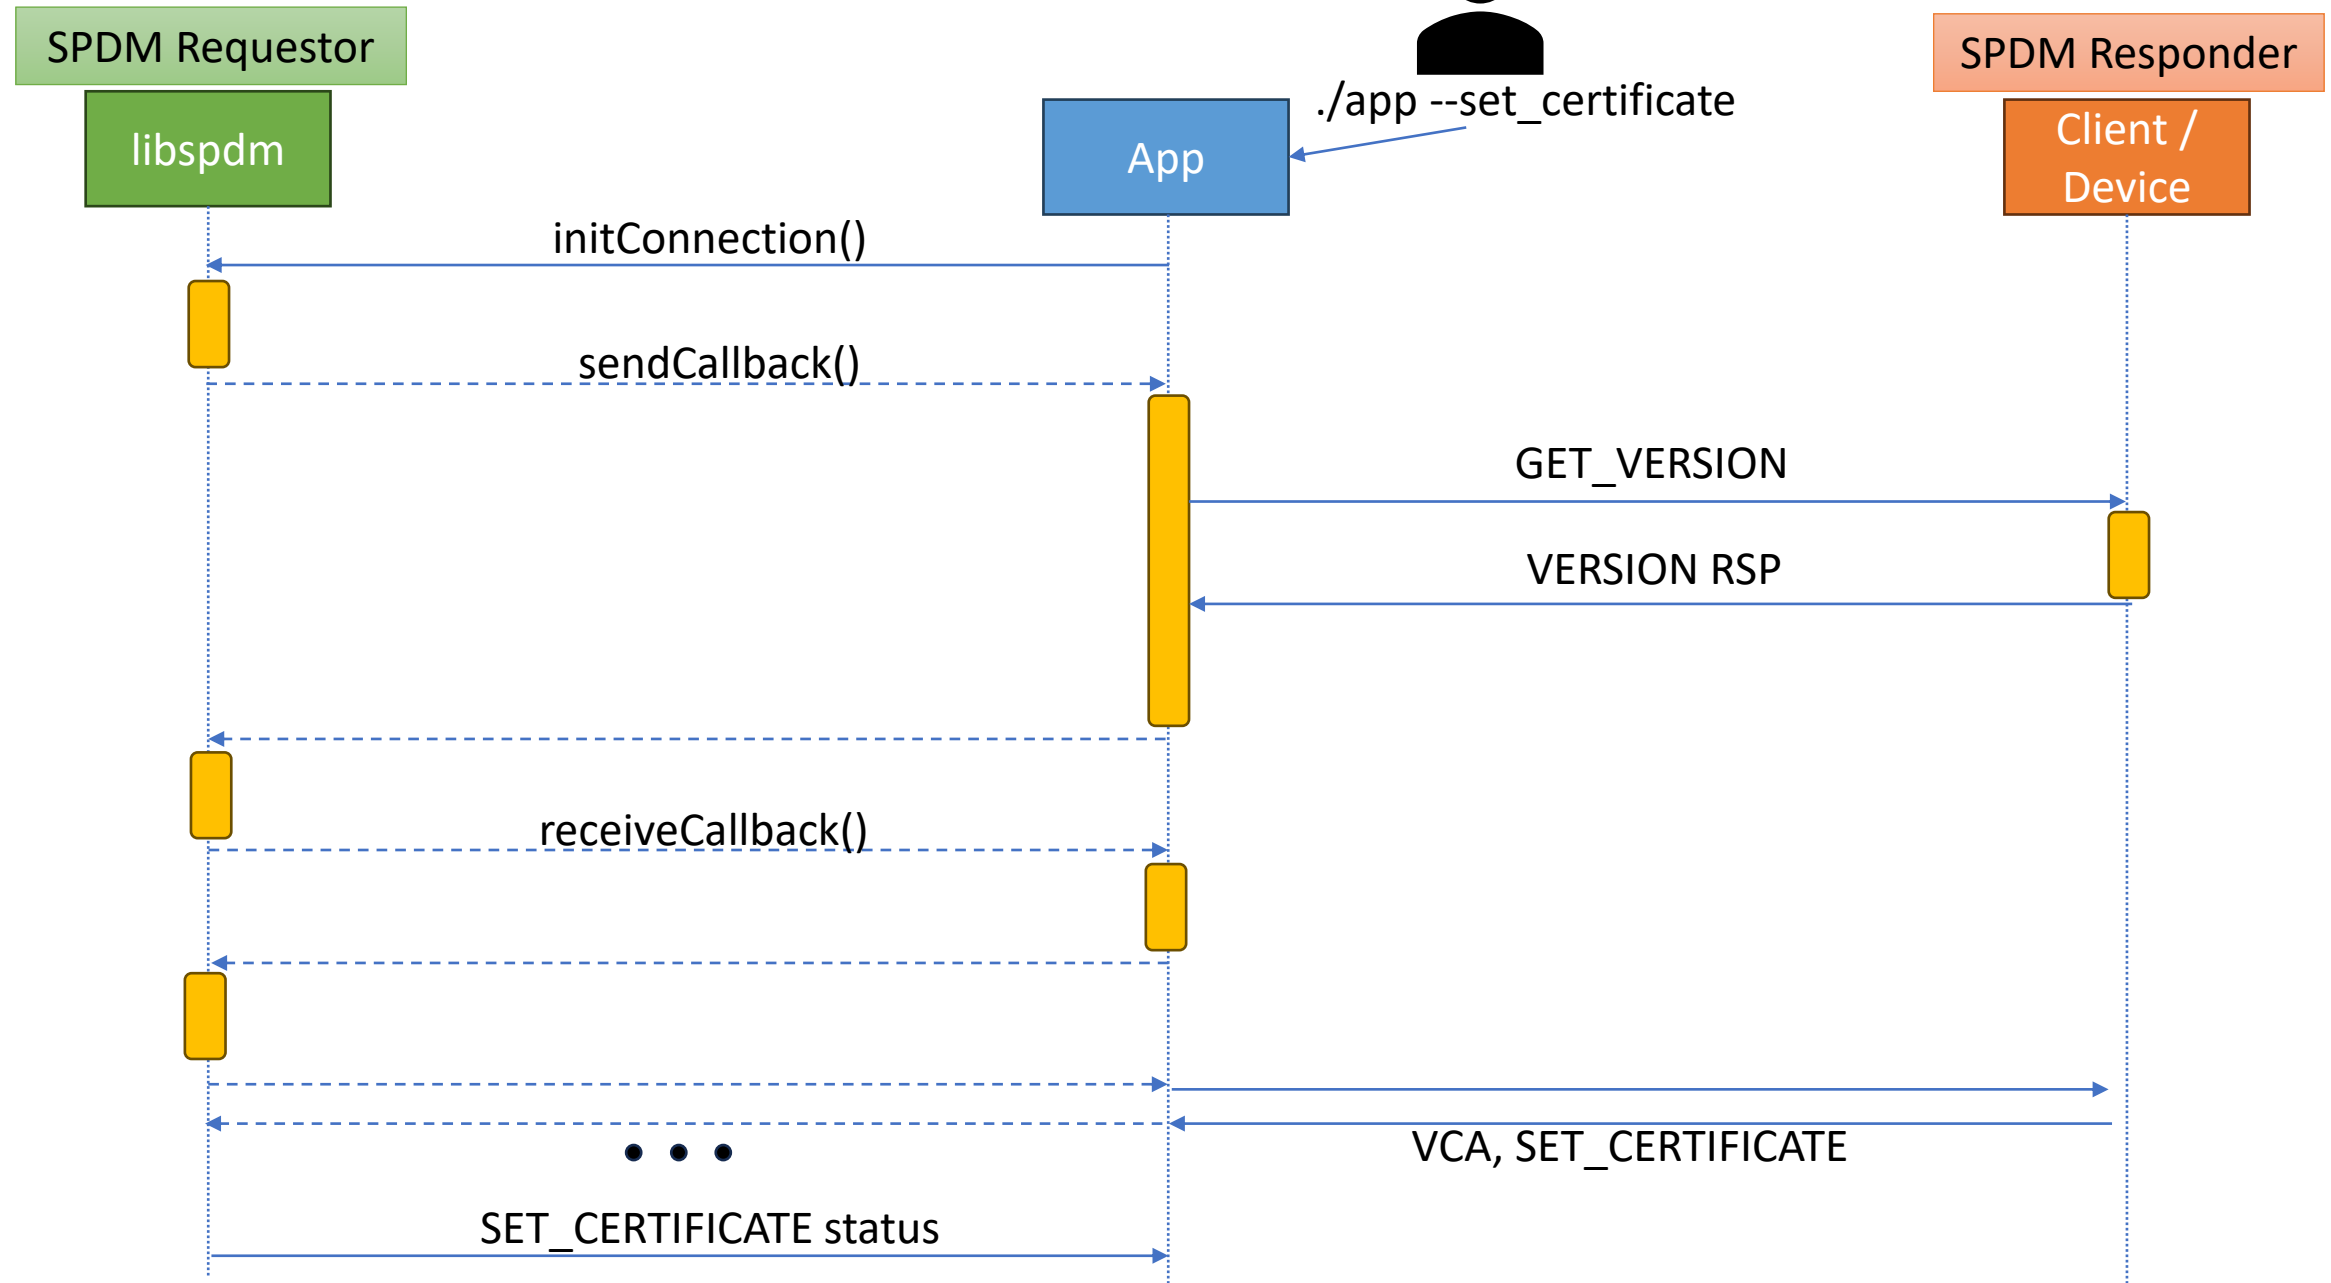 SPDM Requestor
SPDM Responder
./app --set_certificate
libspdm
App
Client /
Device
initConnection()
sendCallback()
GET_VERSION
VERSION RSP
receiveCallback()
VCA, SET_CERTIFICATE
SET_CERTIFICATE status